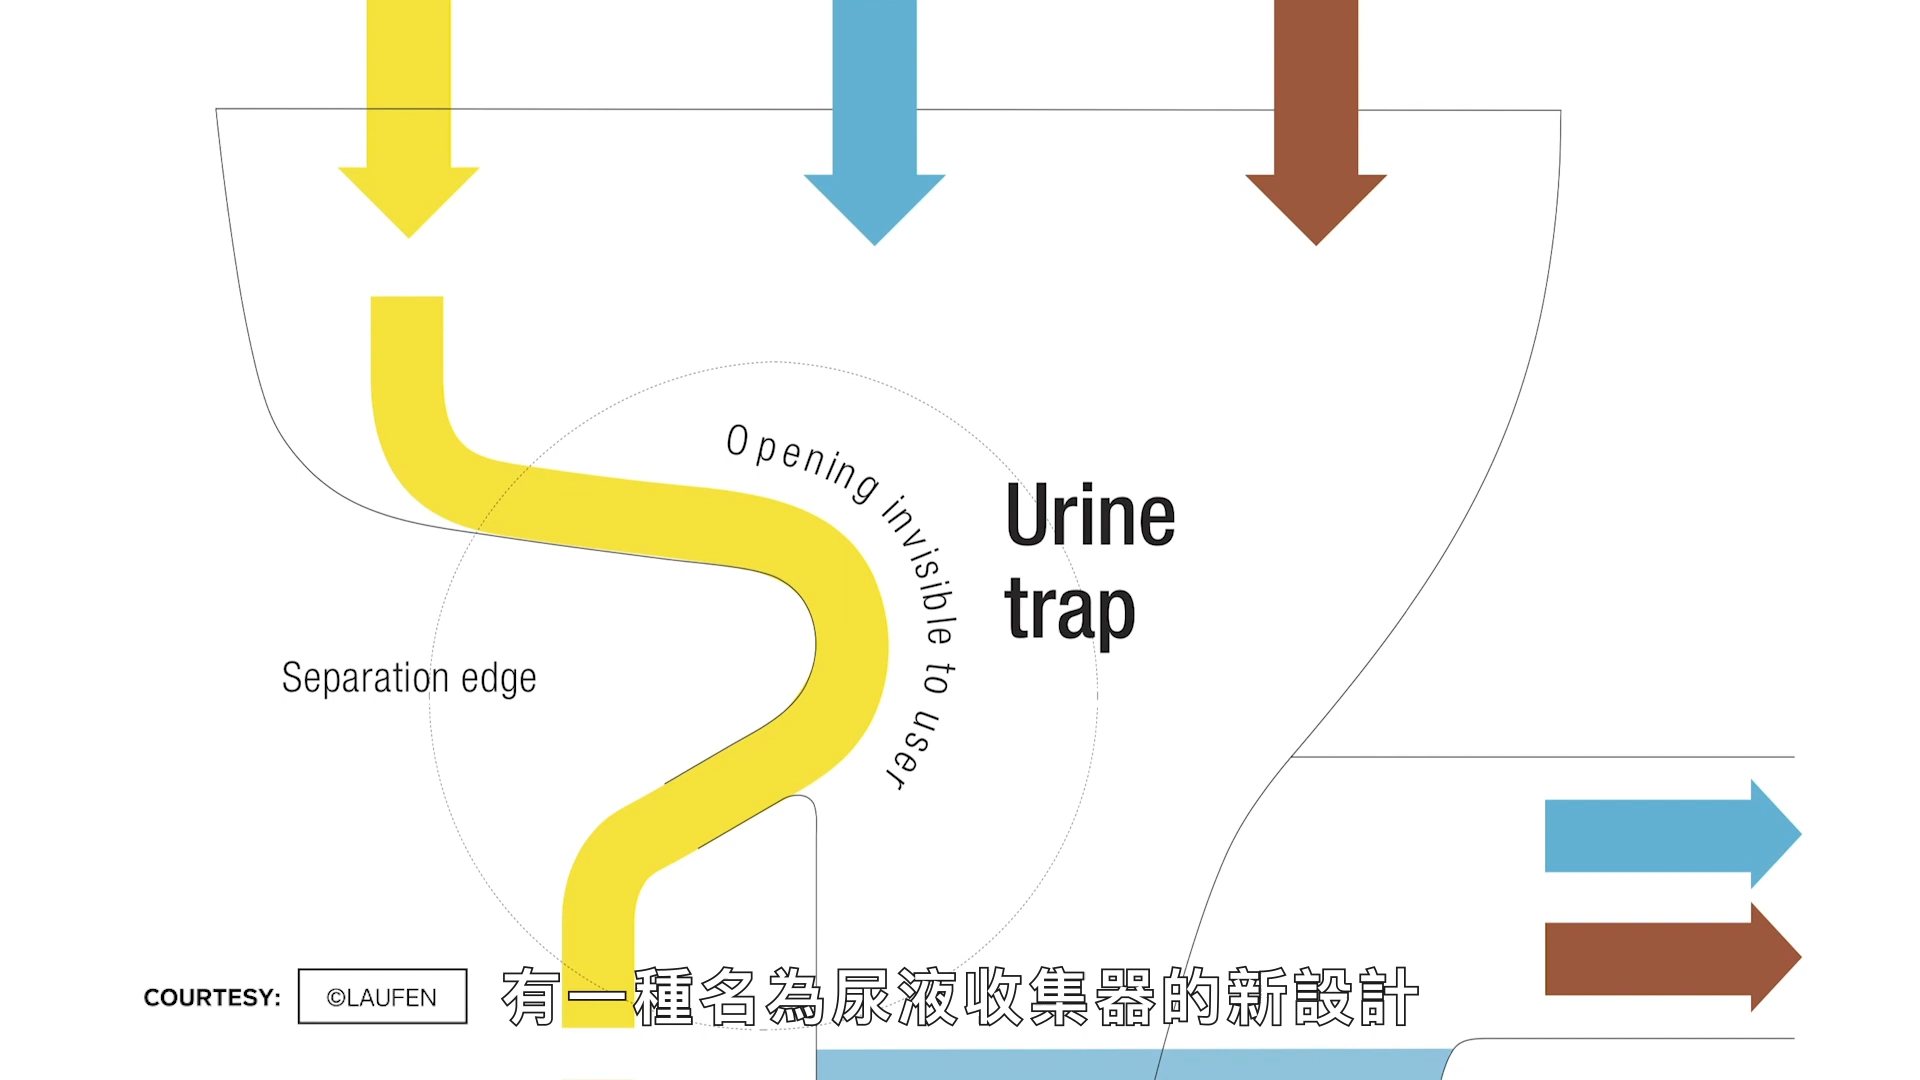 Opening invisible to user
Urine
trap
Separation edge
COURTESY: ©LAUFEN
有一種名為尿液收集器的新設計